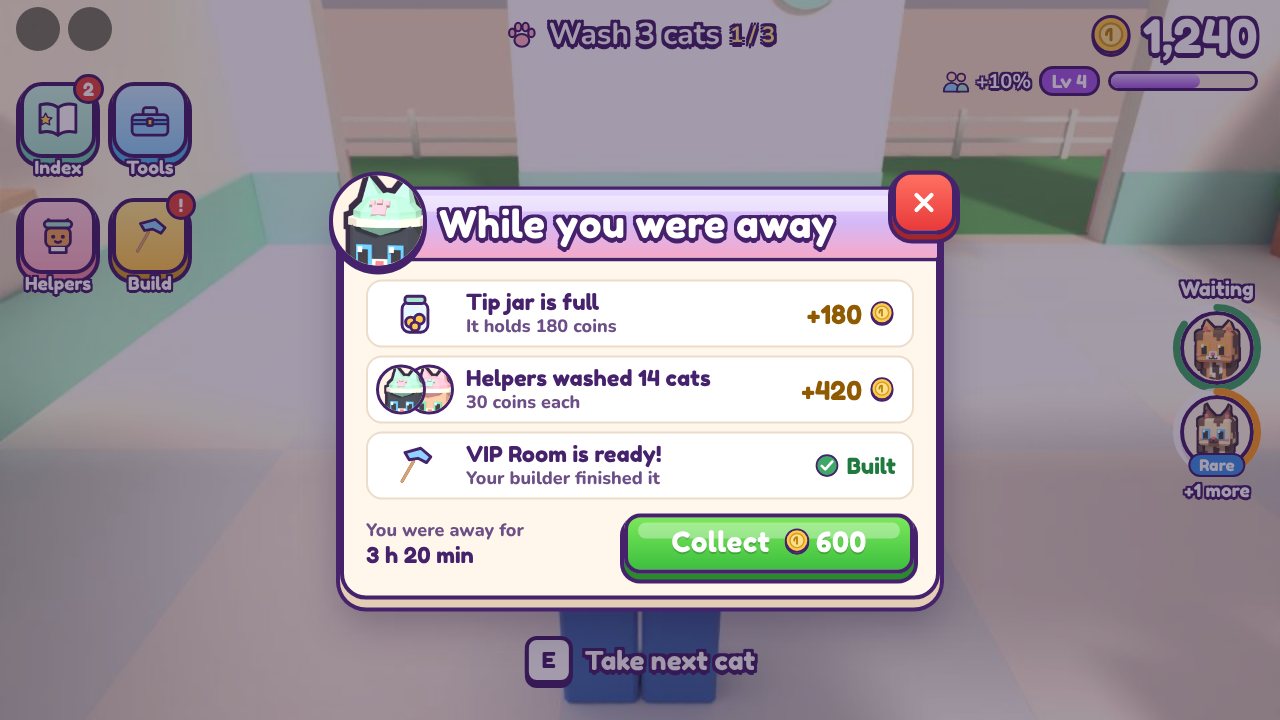 Wash 3 cats 1/3
1,240
+10%
Lv 4
2
Index
Tools
!
Helpers
Build
While you were away
Tip jar is full
It holds 180 coins
+180
Helpers washed 14 cats
30 coins each
+420
VIP Room is ready!
Your builder finished it
Built
You were away for
3 h 20 min
Collect 600
Waiting
Rare
+1 more
E
Take next cat